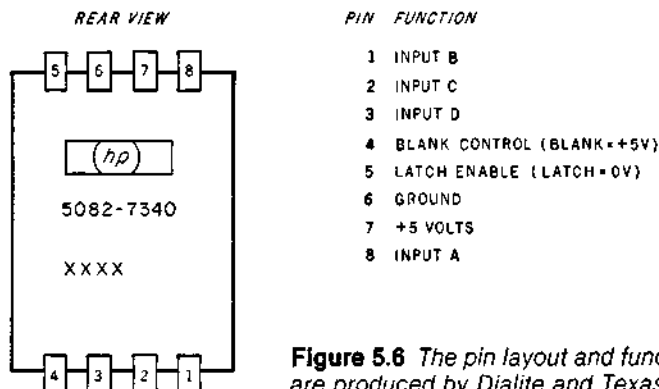 REAR VIEW
5 6 7 8
hp
5082-7340
XXXX
4 3 2 1
PIN FUNCTION
1 INPUT B
2 INPUT C
3 INPUT D
4 BLANK CONTROL (BLANK=+5V)
5 LATCH ENABLE (LATCH=0V)
6 GROUND
7 +5 VOLTS
8 INPUT A
Figure 5.6 The pin layout and
are produced by Dialite and Texas